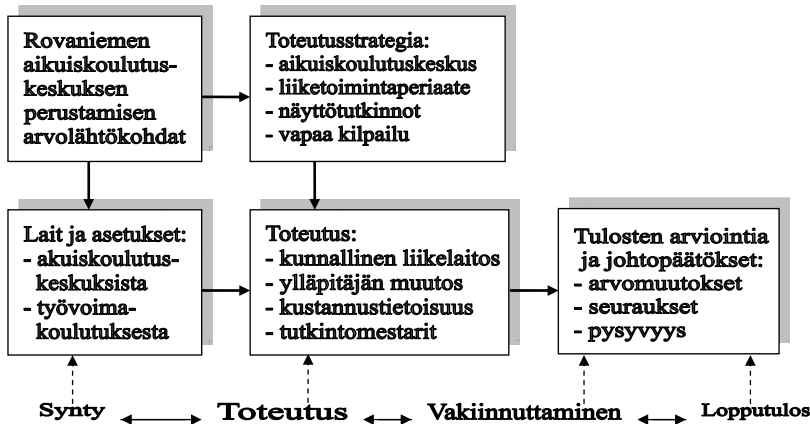 Rovaniemen
aikuiskoulutus-
keskuksen
perustamisen
arvolähtökohdat
Toteutusstrategia:
- aikuiskoulutuskeskus
- liiketoimintaperiaate
- näyttötutkinnot
- vapaa kilpailu
Lait ja asetukset:
- akuiskoulutus-
keskuksista
- työvoima-
koulutuksesta
Toteutus:
- kunnallinen liikelaitos
- ylläpitäjän muutos
- kustannustietoisuus
- tutkintomestarit
Tulosten arviointia
ja johtopäätökset:
- arvomuutokset
- seuraukset
- pysyvyys
Synty
Toteutus
Vakiinnuttaminen
Lopputulos